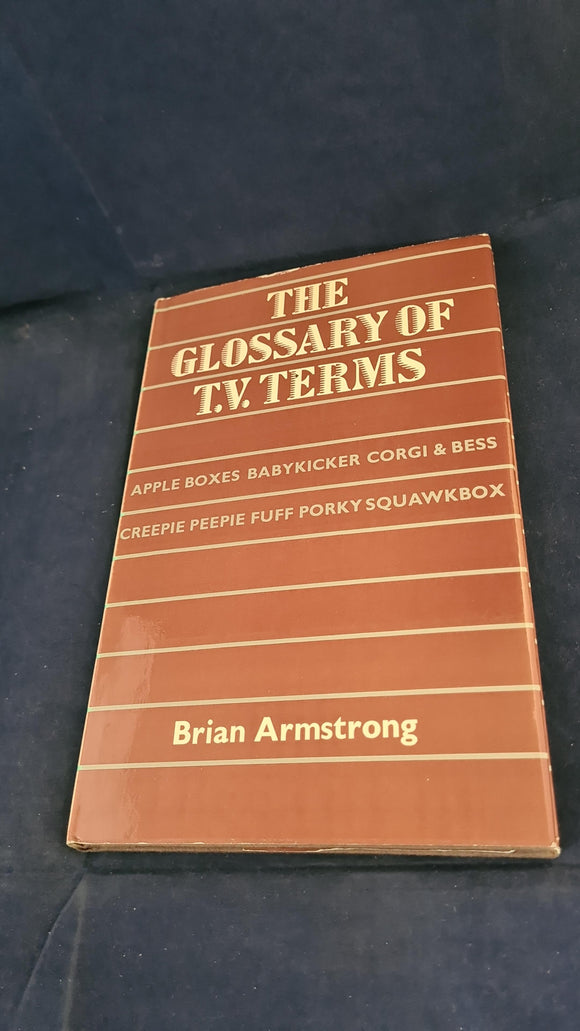 THE
GLOSSARY OF
T.V. TERMS
APPLE BOXES BABYKICKER CORGI & BESS
CREEPIE PEEPIE FUFF PORKY SQUAWKBOX
Brian Armstrong